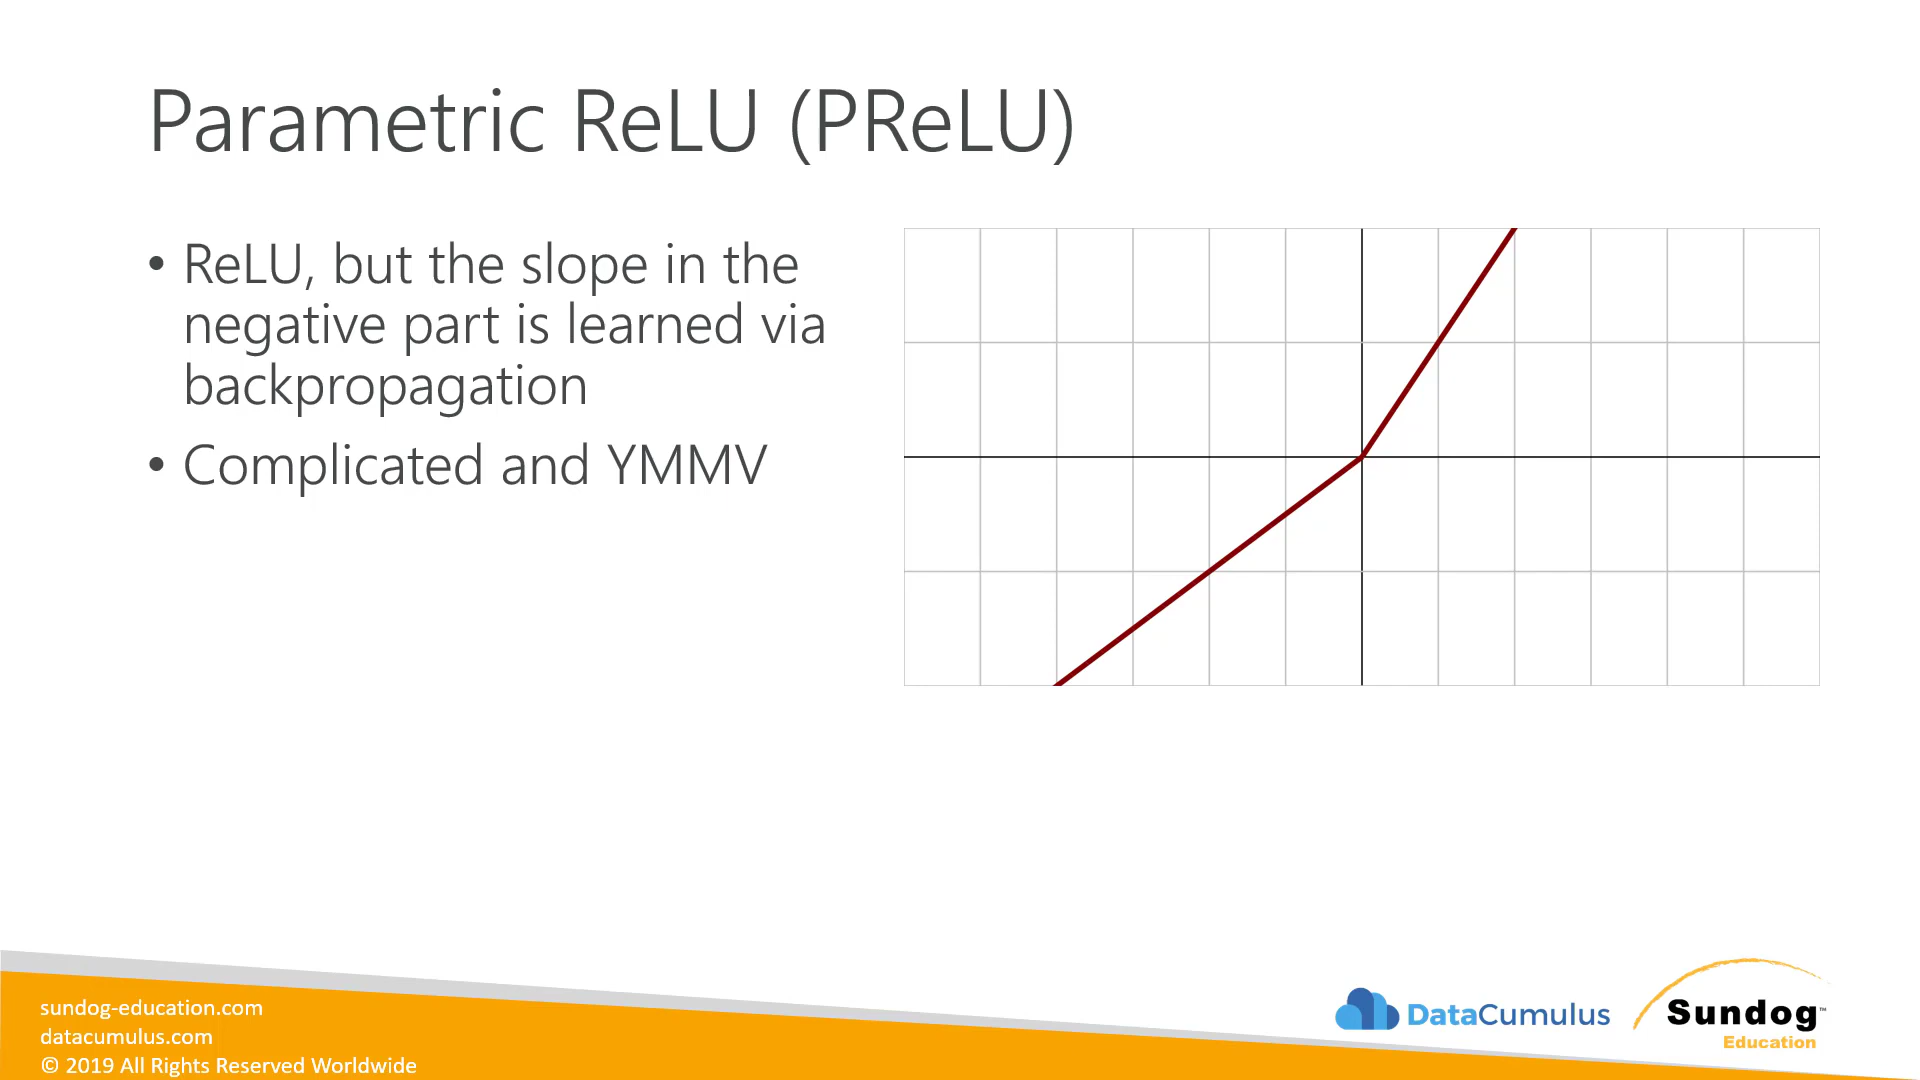 Parametric ReLU (PReLU)
• ReLU, but the slope in the
negative part is learned via
backpropagation
• Complicated and YMMV
sundog-education.com
datacumulus.com
© 2019 All Rights Reserved Worldwide
DataCumulus
Sundog™
Education